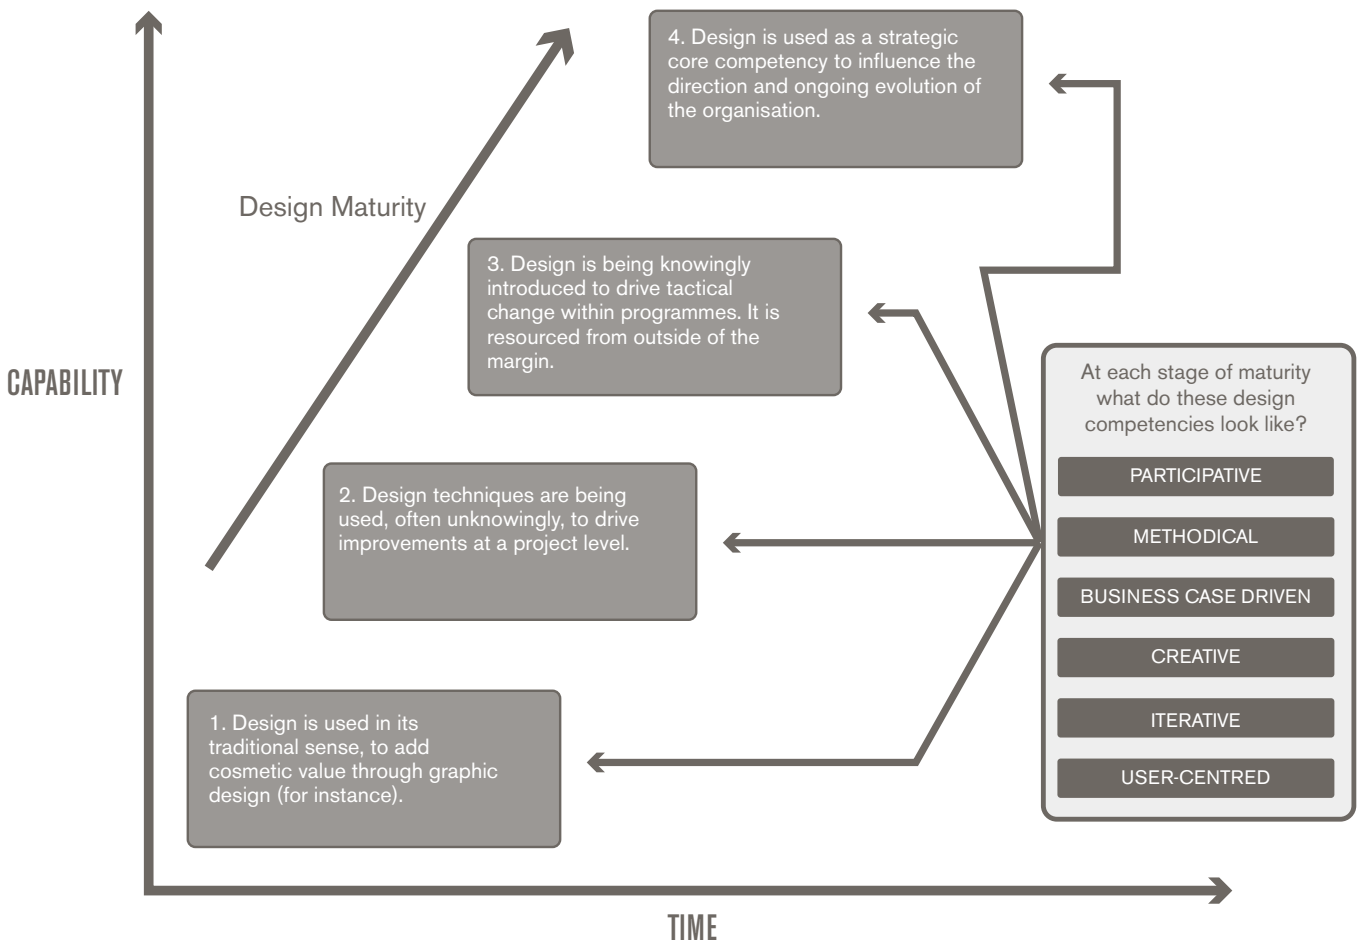 4. Design is used as a strategic
core competency to influence the
direction and ongoing evolution of
the organisation.
Design Maturity
3. Design is being knowingly
introduced to drive tactical
change within programmes. It is
resourced from outside of the
margin.
CAPABILITY
At each stage of maturity
what do these design
competencies look like?
PARTICIPATIVE
METHODICAL
BUSINESS CASE DRIVEN
CREATIVE
ITERATIVE
USER-CENTRED
2. Design techniques are being
used, often unknowingly, to drive
improvements at a project level.
1. Design is used in its
traditional sense, to add
cosmetic value through graphic
design (for instance).
TIME